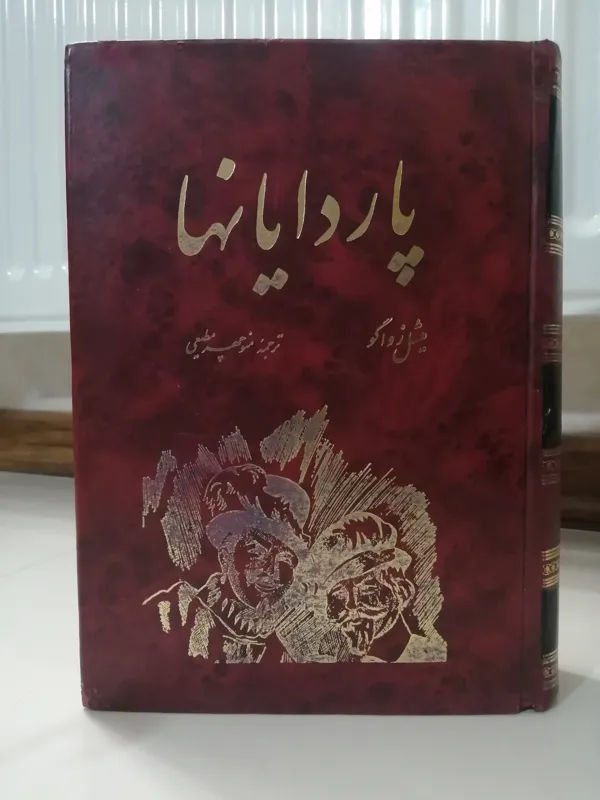 پاردایانها
میشل زواگو
ترجمه منوچهر مطیعی